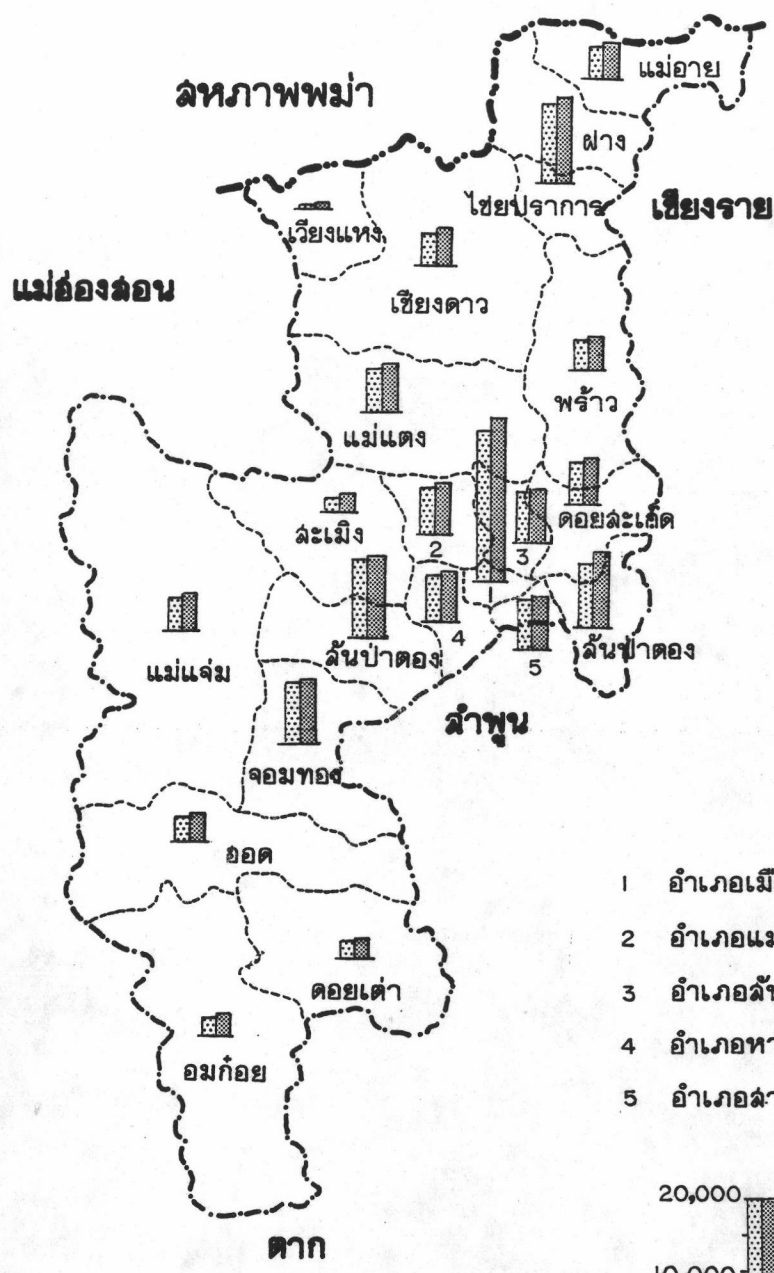 แม่อาย
สหภาพพม่า
ฝาง
ไชยปราการ
เชียงราย
เวียงแหง
แม่ฮ่องสอน
เชียงดาว
พร้าว
แม่แตง
ดอยสะเก็ด
สะเมิง
2
3
4
แม่แจ่ม
สันป่าตอง
5
สันป่าตอง
ลำพูน
จอมทอง
ฮอด
1 อำเภอเมื
2 อำเภอแม
ดอยเต่า
3 อำเภอสัน
4 อำเภอหา
อมก๋อย
5 อำเภอสา
20,000
10,000
ตาก